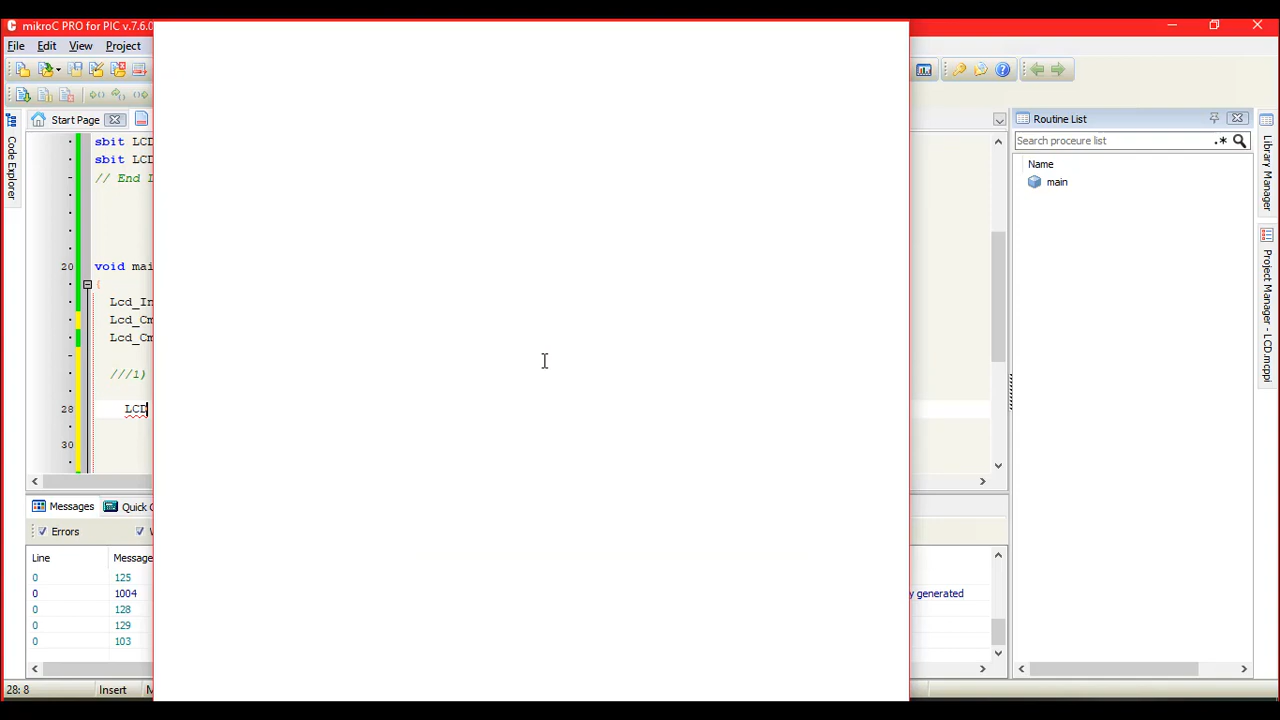 mikroC PRO for PIC v.7.6.0
File Edit View Project
Start Page
Code Explorer
sbit LCD
sbit LCD
// End
20 void mai
{
Lcd_In
Lcd_Cm
Lcd_Cm
///1)
28 LCD
30
Messages Quick
Errors
Line Message
0 125
0 1004 generated
0 128
0 129
0 103
28: 8 Insert
Routine List
Search proceure list .*
Name
main
Library Manager
Project Manager - LCD.mcppi